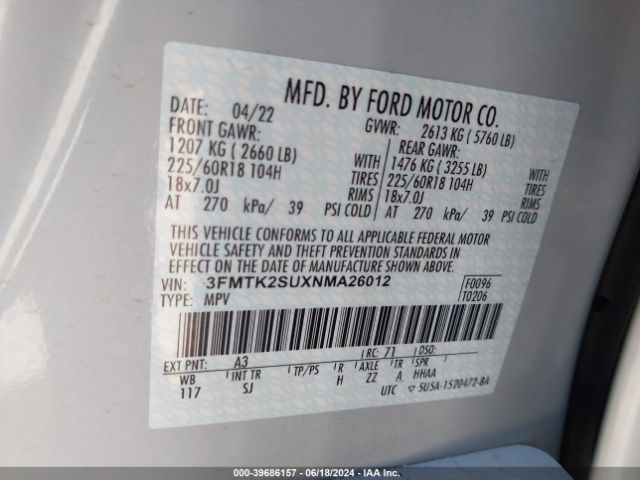 MFD. BY FORD MOTOR CO.
DATE: 04/22 GVWR: 2613 KG ( 5760 LB)
FRONT GAWR: REAR GAWR:
1207 KG ( 2660 LB) WITH 1476 KG ( 3255 LB) WITH
225/60R18 104H TIRES 225/60R18 104H TIRES
18x7.0J RIMS 18x7.0J RIMS
AT 270 kPa/ 39 PSI COLD AT 270 kPa/ 39 PSI COLD
THIS VEHICLE CONFORMS TO ALL APPLICABLE FEDERAL MOTOR
VEHICLE SAFETY AND THEFT PREVENTION STANDARDS IN
EFFECT ON THE DATE OF MANUFACTURE SHOWN ABOVE.
VIN: 3FMTK2SUXNMA26012 F0096
TYPE: MPV T0206
EXT PNT: A3 RC: 71 DSO:
WB INT TR TP/PS R AXLE TR SPR
117 SJ H ZZ A HHAA
UTC 5U5A-1520472-BA
000-39686157 - 06/18/2024 - IAA Inc.